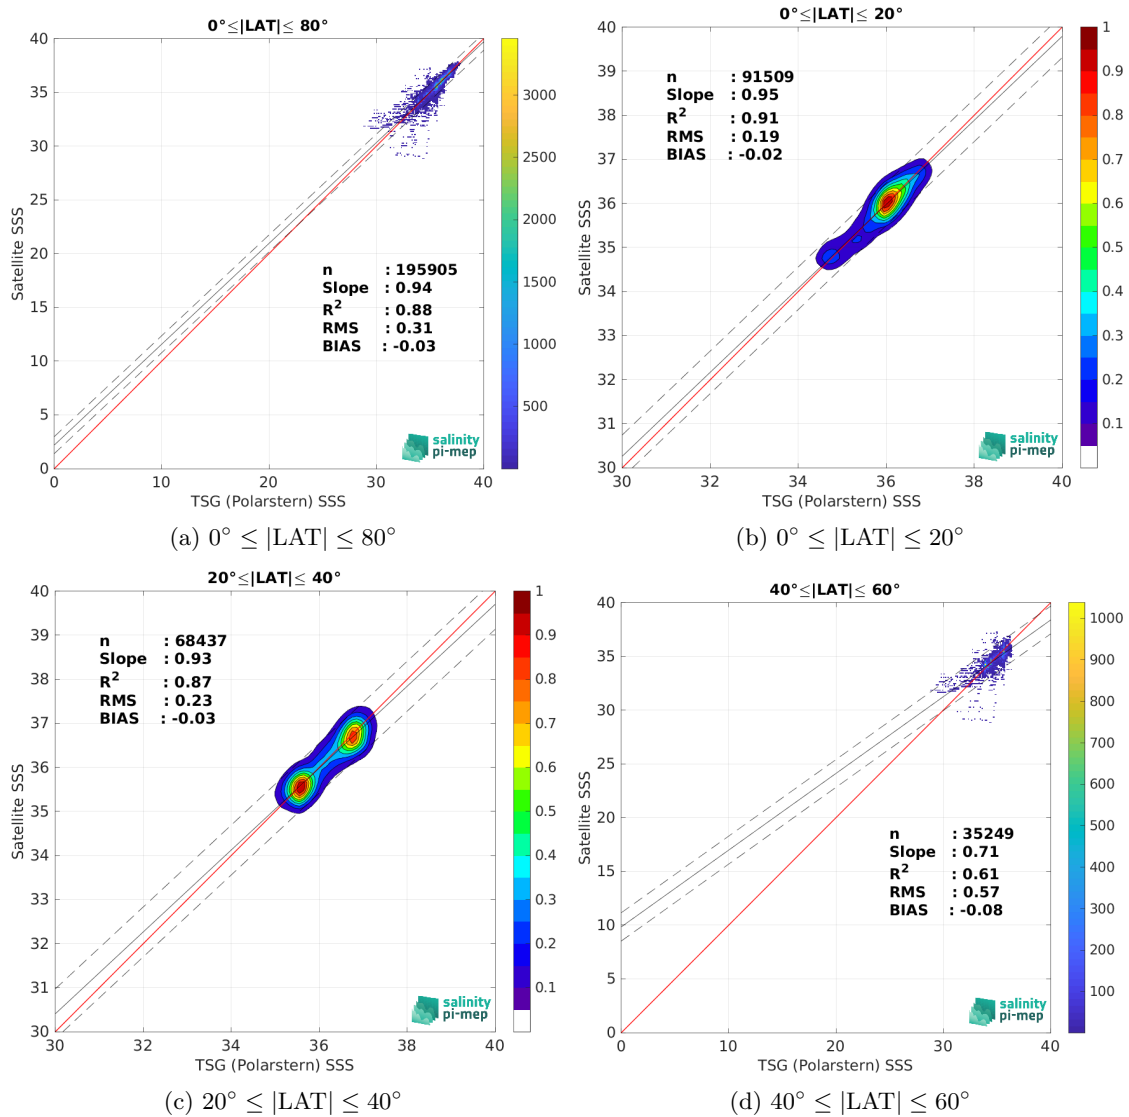 0°≤|LAT|≤ 80°
40
35
30
25
20
15
10
5
0
Satellite SSS
n : 195905
Slope : 0.94
R² : 0.88
RMS : 0.31
BIAS : -0.03
salinity
pi-mep
0 10 20 30 40
TSG (Polarstern) SSS
3000
2500
2000
1500
1000
500
(a) 0° ≤ |LAT| ≤ 80°
0°≤|LAT|≤ 20°
40
39
38
37
36
35
34
33
32
31
30
Satellite SSS
n : 91509
Slope : 0.95
R² : 0.91
RMS : 0.19
BIAS : -0.02
salinity
pi-mep
30 32 34 36 38 40
TSG (Polarstern) SSS
1
0.9
0.8
0.7
0.6
0.5
0.4
0.3
0.2
0.1
(b) 0° ≤ |LAT| ≤ 20°
20°≤|LAT|≤ 40°
40
39
38
37
36
35
34
33
32
31
30
Satellite SSS
n : 68437
Slope : 0.93
R² : 0.87
RMS : 0.23
BIAS : -0.03
salinity
pi-mep
30 32 34 36 38 40
TSG (Polarstern) SSS
1
0.9
0.8
0.7
0.6
0.5
0.4
0.3
0.2
0.1
(c) 20° ≤ |LAT| ≤ 40°
40°≤|LAT|≤ 60°
40
35
30
25
20
15
10
5
0
Satellite SSS
n : 35249
Slope : 0.71
R² : 0.61
RMS : 0.57
BIAS : -0.08
salinity
pi-mep
0 10 20 30 40
TSG (Polarstern) SSS
1000
900
800
700
600
500
400
300
200
100
(d) 40° ≤ |LAT| ≤ 60°